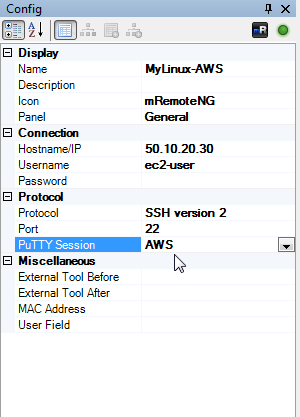 Config
Display
Name MyLinux-AWS
Description
Icon mRemoteNG
Panel General
Connection
Hostname/IP 50.10.20.30
Username ec2-user
Password
Protocol
Protocol SSH version 2
Port 22
PuTTY Session AWS
Miscellaneous
External Tool Before
External Tool After
MAC Address
User Field